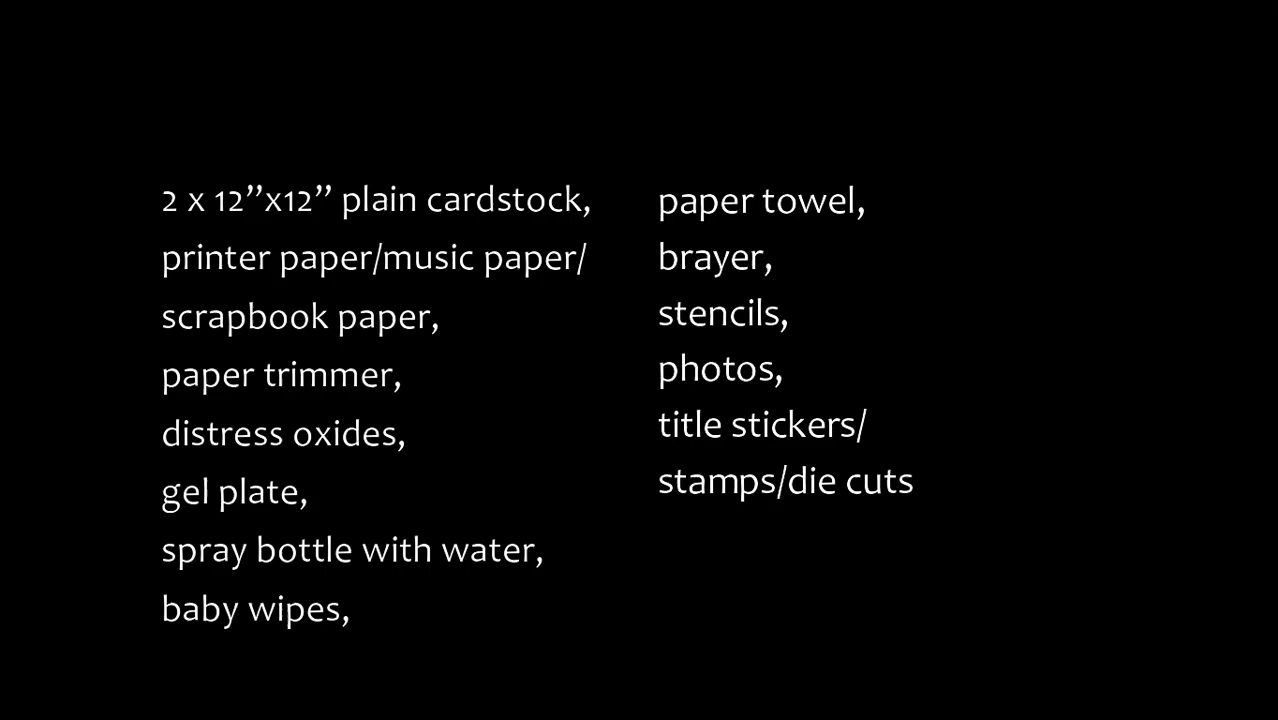 2 x 12”x12” plain cardstock,
printer paper/music paper/
scrapbook paper,
paper trimmer,
distress oxides,
gel plate,
spray bottle with water,
baby wipes,
paper towel,
brayer,
stencils,
photos,
title stickers/
stamps/die cuts